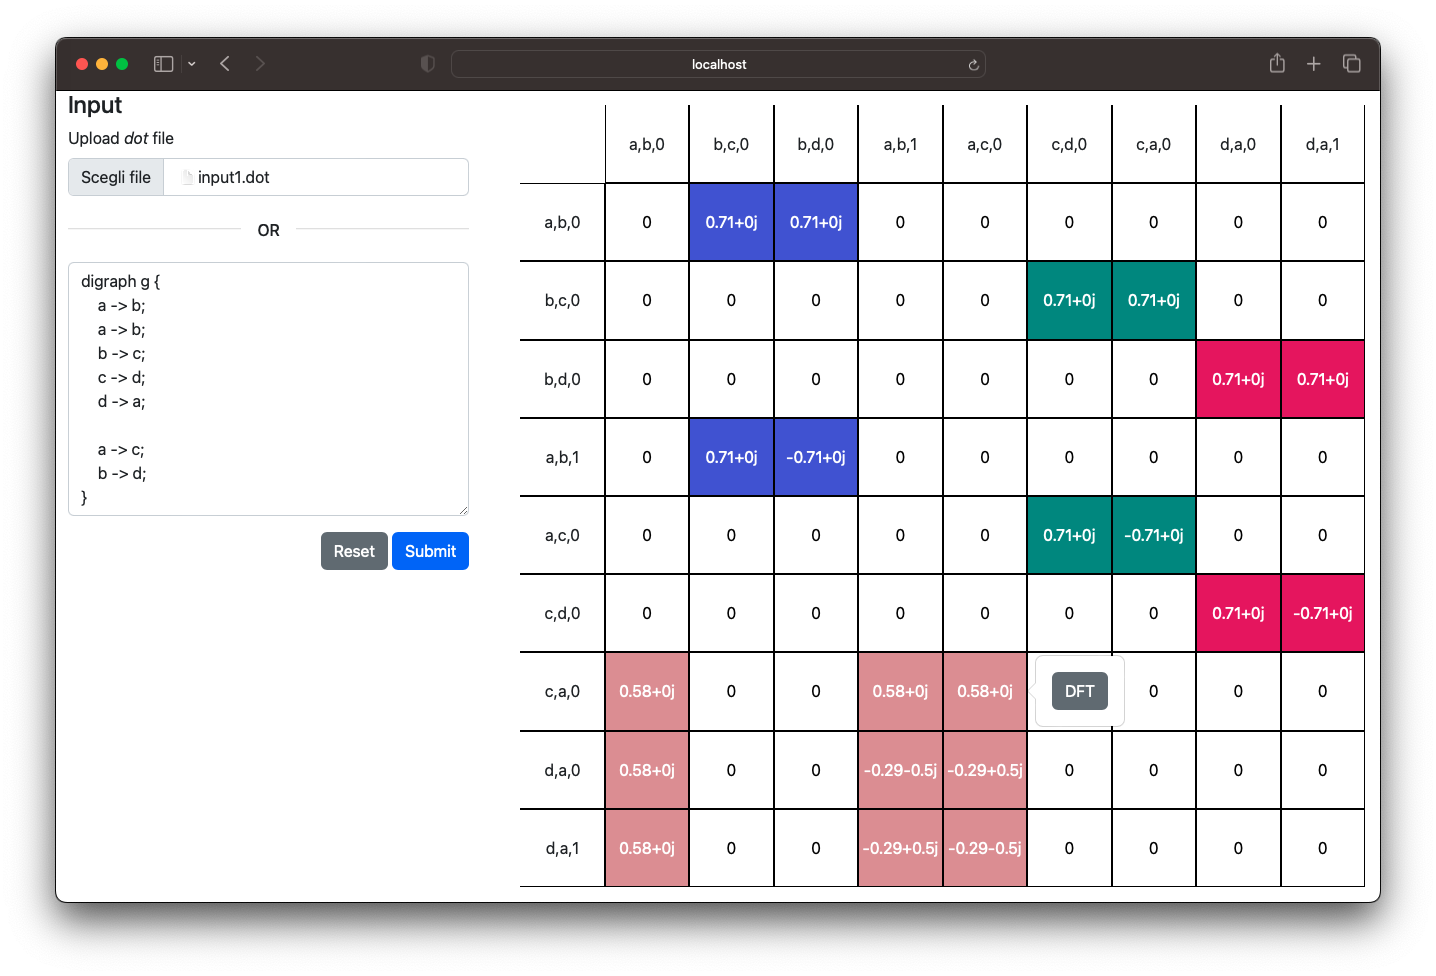 localhost
Input
Upload dot file
Scegli file input1.dot
OR
digraph g {
a -> b;
a -> b;
b -> c;
c -> d;
d -> a;
a -> c;
b -> d;
}
Reset Submit
a,b,0 b,c,0 b,d,0 a,b,1 a,c,0 c,d,0 c,a,0 d,a,0 d,a,1
a,b,0 0 0.71+0j 0.71+0j 0 0 0 0 0 0
b,c,0 0 0 0 0 0 0.71+0j 0.71+0j 0 0
b,d,0 0 0 0 0 0 0 0 0.71+0j 0.71+0j
a,b,1 0 0.71+0j -0.71+0j 0 0 0 0 0 0
a,c,0 0 0 0 0 0 0.71+0j -0.71+0j 0 0
c,d,0 0 0 0 0 0 0 0 0.71+0j -0.71+0j
c,a,0 0.58+0j 0 0 0.58+0j 0.58+0j DFT 0 0 0
d,a,0 0.58+0j 0 0 -0.29-0.5j -0.29+0.5j 0 0 0 0
d,a,1 0.58+0j 0 0 -0.29+0.5j -0.29-0.5j 0 0 0 0